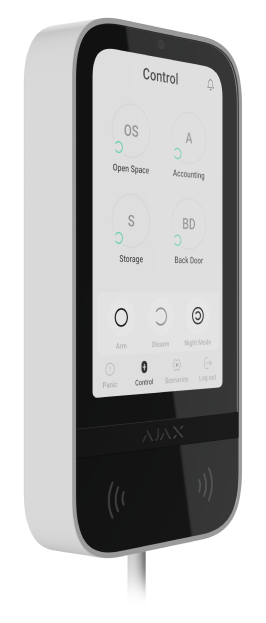 Control
OS
A
Open Space
Accounting
S
BD
Storage
Back Door
Arm
Disarm
Night Mode
Panic
Control
Scenarios
Log out
AJAX